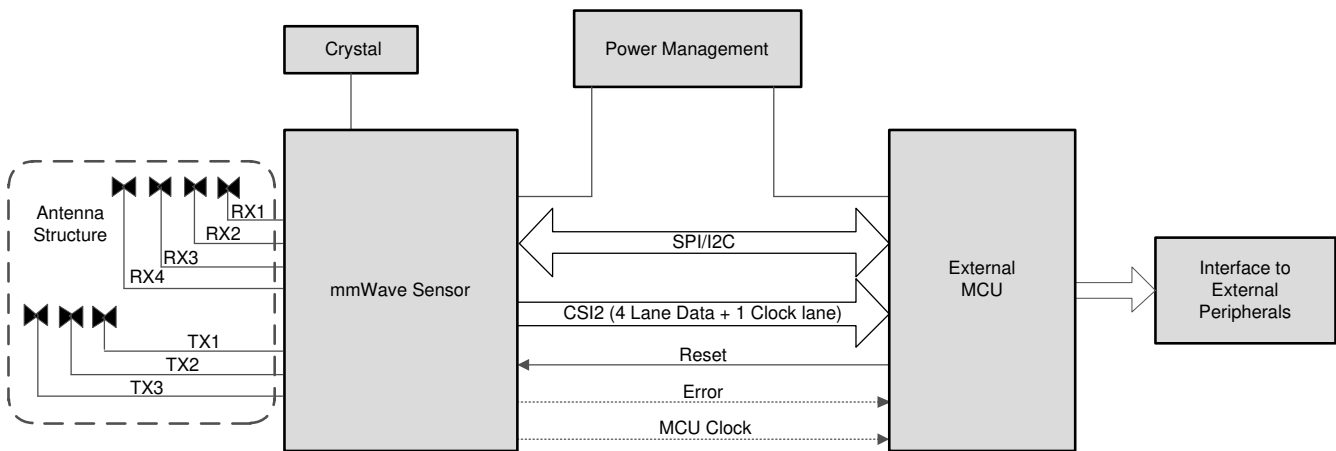 Crystal
Power Management
Antenna
Structure
RX1
RX2
RX3
RX4
TX1
TX2
TX3
mmWave Sensor
SPI/I2C
CSI2 (4 Lane Data + 1 Clock lane)
Reset
Error
MCU Clock
External
MCU
Interface to
External
Peripherals